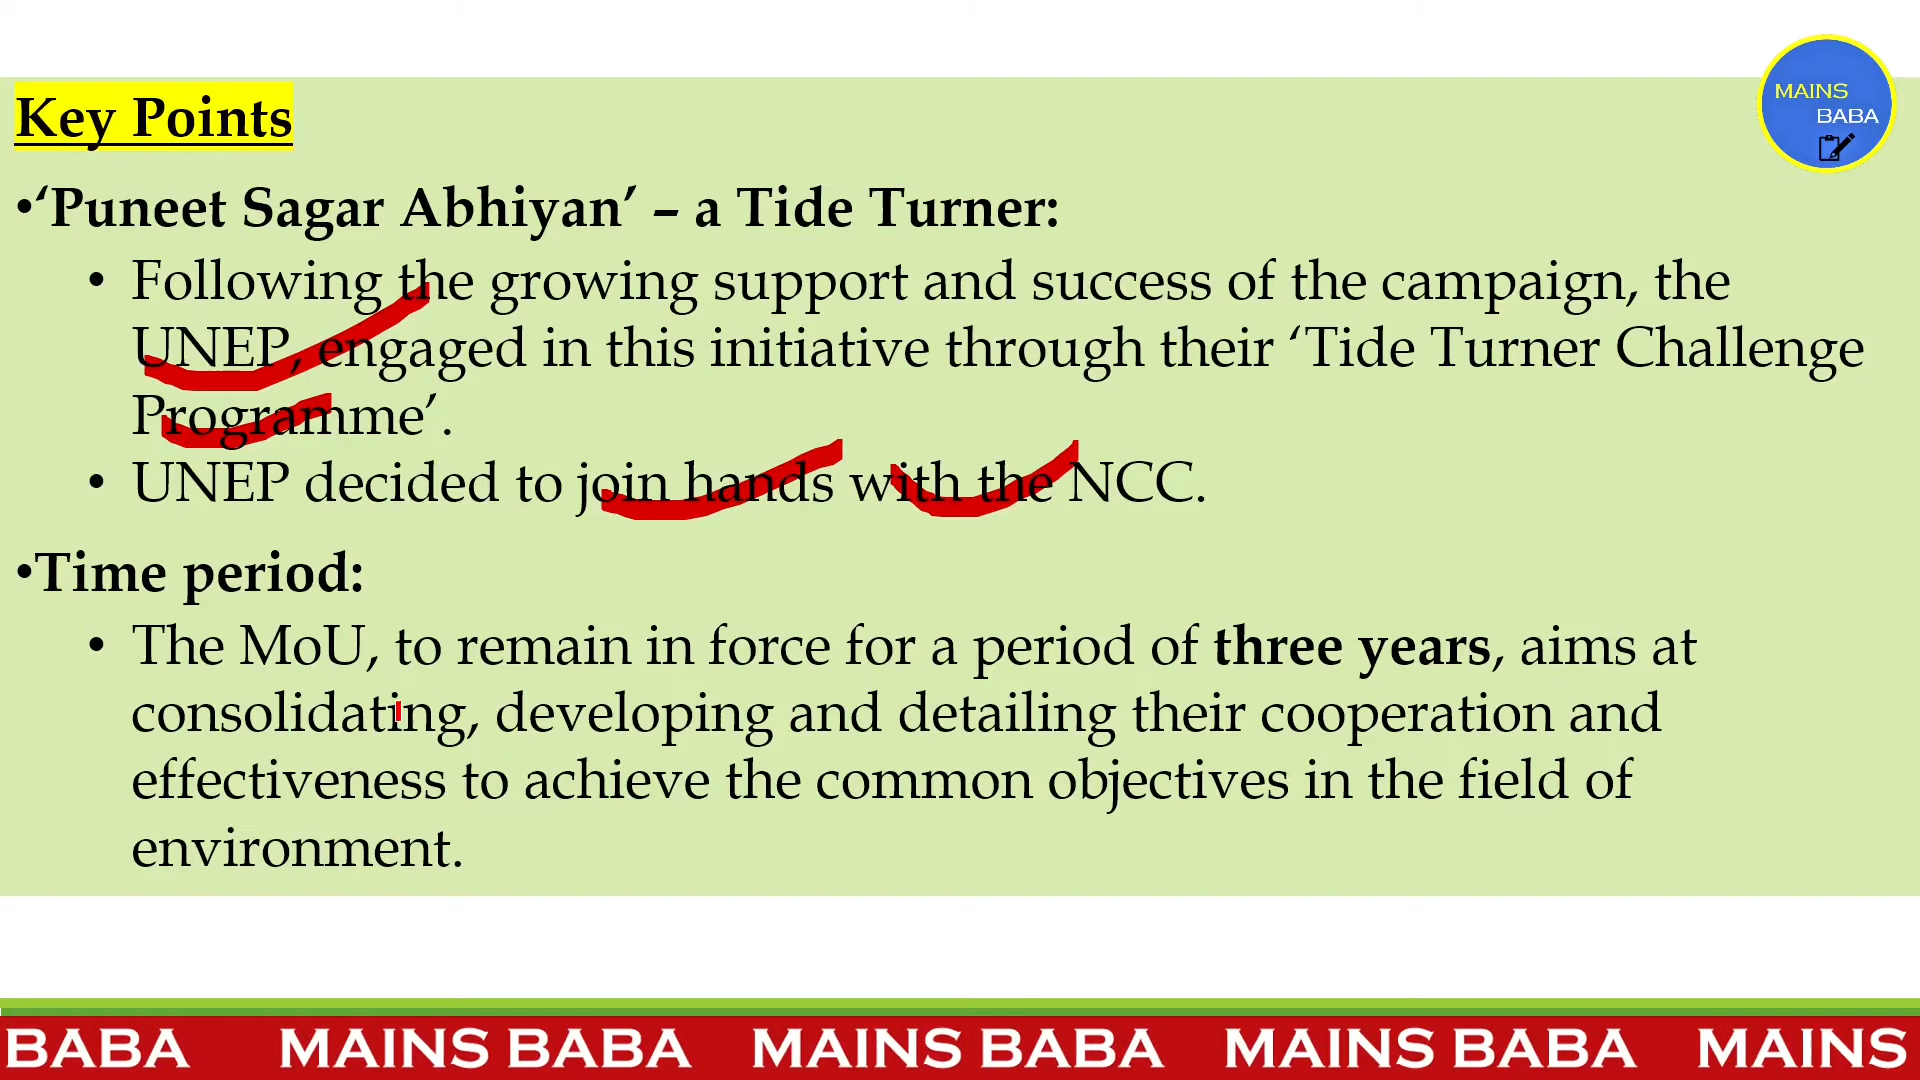 MAINS
BABA
Key Points
•‘Puneet Sagar Abhiyan’ – a Tide Turner:
• Following the growing support and success of the campaign, the
UNEP, engaged in this initiative through their ‘Tide Turner Challenge
Programme’.
• UNEP decided to join hands with the NCC.
•Time period:
• The MoU, to remain in force for a period of three years, aims at
consolidating, developing and detailing their cooperation and
effectiveness to achieve the common objectives in the field of
environment.
BABA MAINS BABA MAINS BABA MAINS BABA MAINS